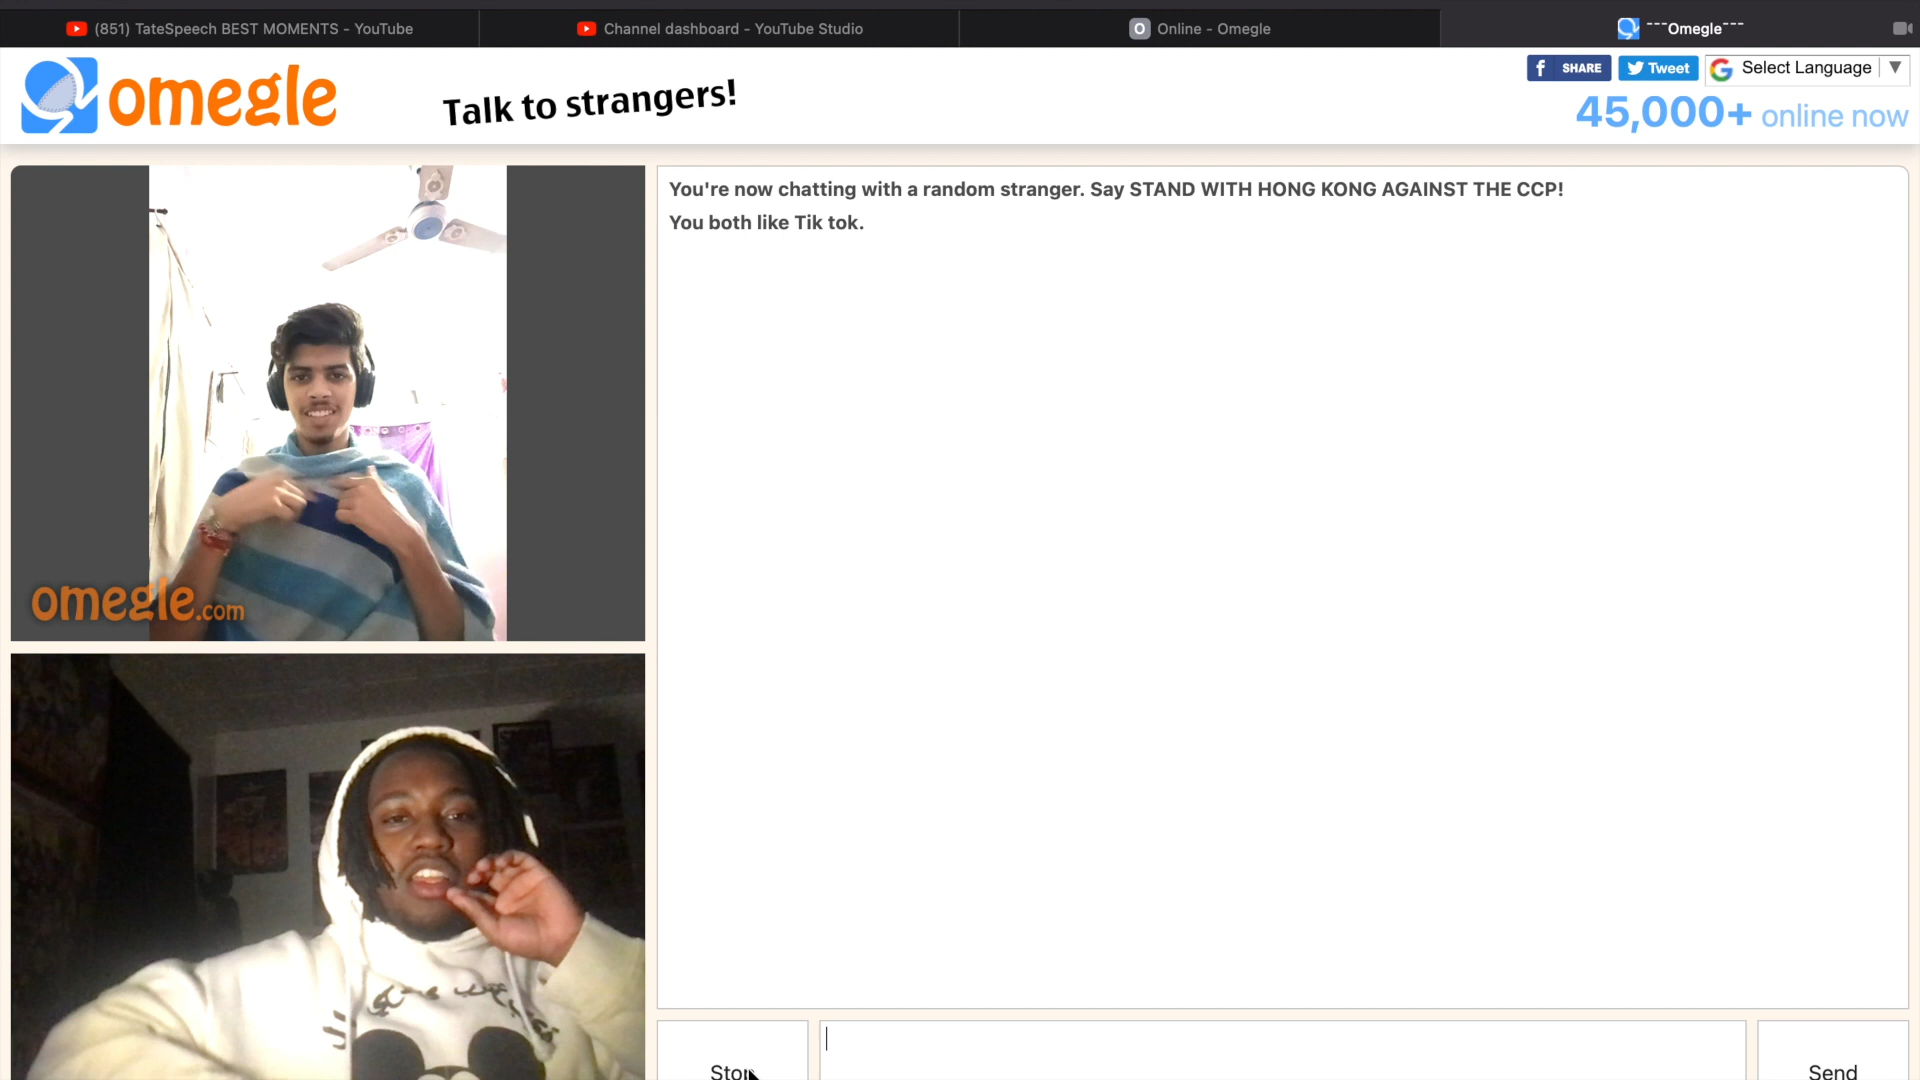 (851) TateSpeech BEST MOMENTS - YouTube
Channel dashboard - YouTube Studio
O Online - Omegle
---Omegle---
omegle
Talk to strangers!
f SHARE
Tweet
G Select Language ▼
45,000+ online now
You're now chatting with a random stranger. Say STAND WITH HONG KONG AGAINST THE CCP!
You both like Tik tok.
omegle.com
Stop
Send